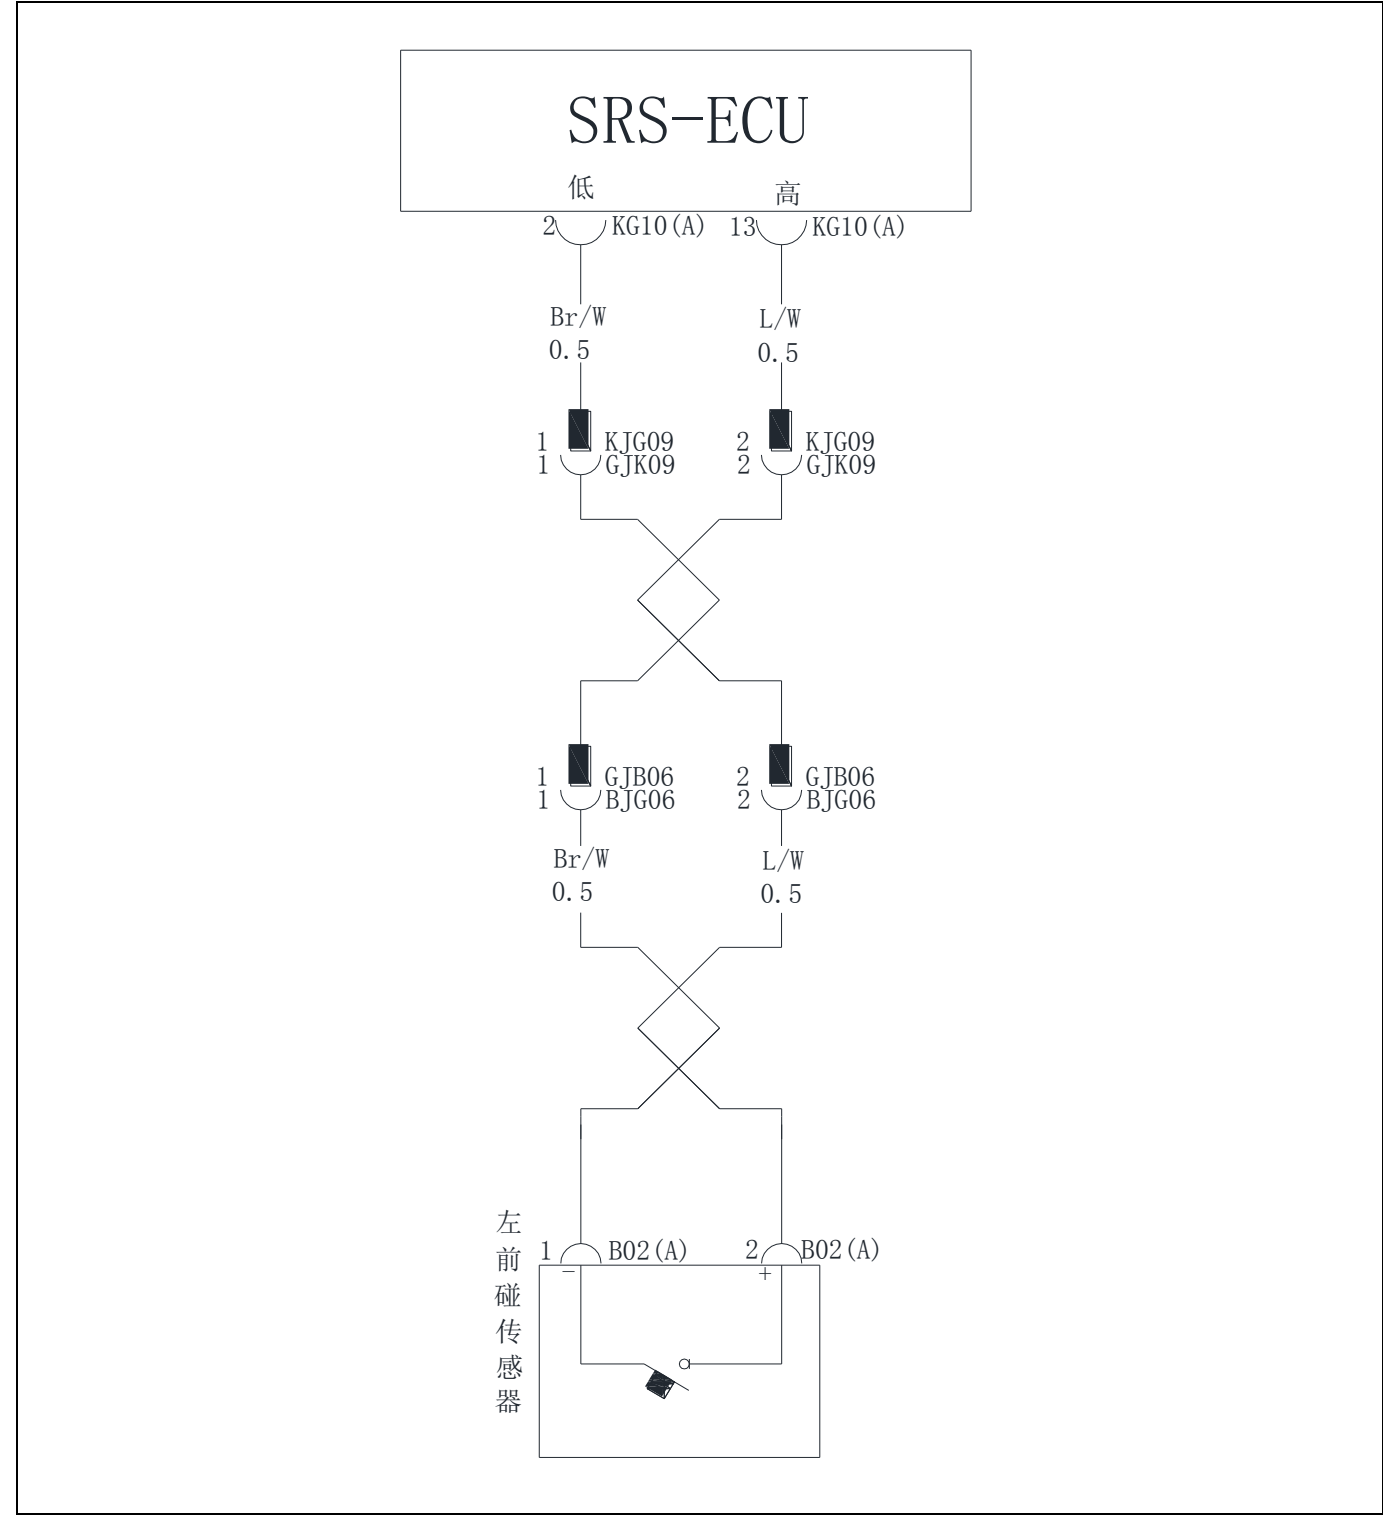 SRS-ECU
低 高
2 KG10(A) 13 KG10(A)
Br/W L/W
0.5 0.5
1 KJG09 2 KJG09
1 GJK09 2 GJK09
1 GJB06 2 GJB06
1 BJG06 2 BJG06
Br/W L/W
0.5 0.5
左前碰传感器
1 B02(A) 2 B02(A)
− +